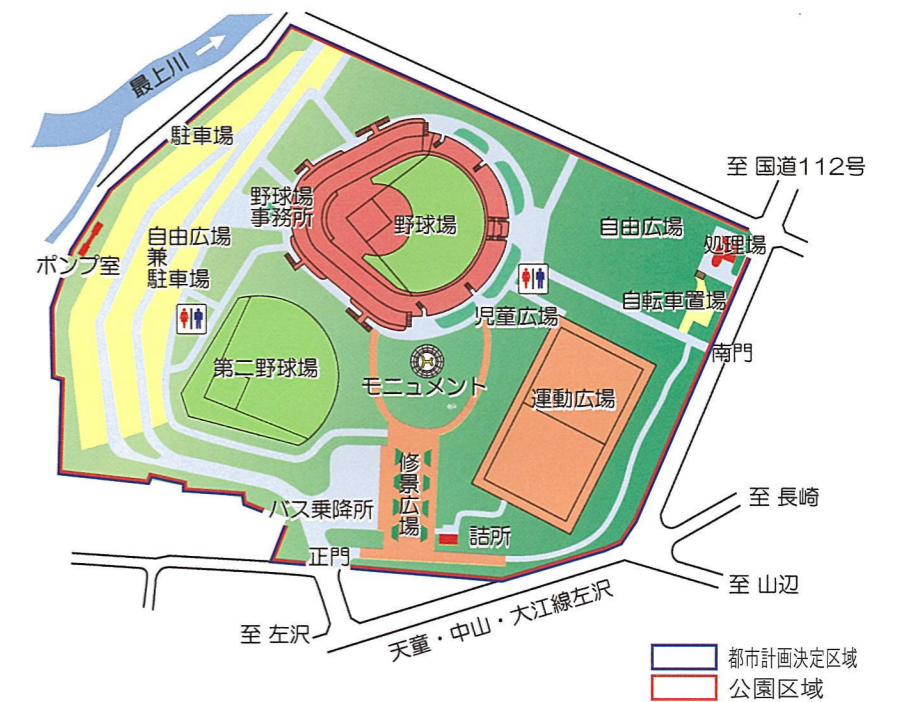 最上川
駐車場
至 国道112号
野球場
事務所
野球場
自由広場
処理場
自由広場
兼
駐車場
ポンプ室
自転車置場
児童広場
南門
第二野球場
モニュメント
運動広場
修景広場
至 長崎
バス乗降所
詰所
正門
至 山辺
至 左沢
天童・中山・大江線左沢
都市計画決定区域
公園区域